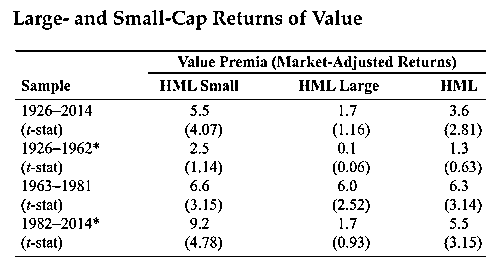 Large- and Small-Cap Returns of Value
Value Premia (Market-Adjusted Returns)
Sample HML Small HML Large HML
1926–2014 5.5 1.7 3.6
(t-stat) (4.07) (1.16) (2.81)
1926–1962* 2.5 0.1 1.3
(t-stat) (1.14) (0.06) (0.63)
1963–1981 6.6 6.0 6.3
(t-stat) (3.15) (2.52) (3.14)
1982–2014* 9.2 1.7 5.5
(t-stat) (4.78) (0.93) (3.15)